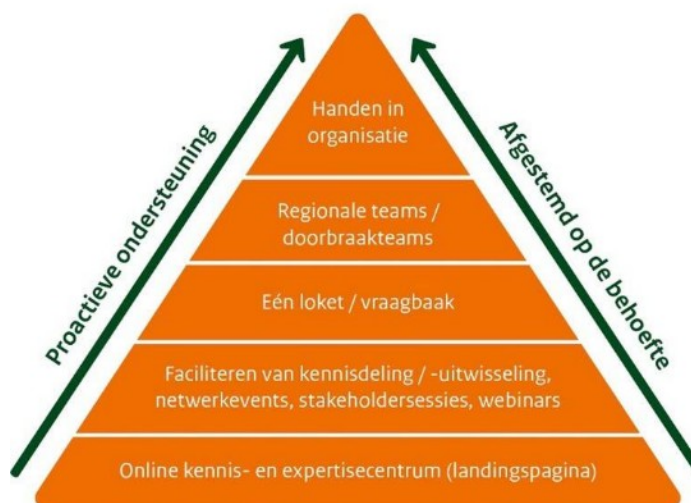 Handen in
organisatie
Regionale teams /
doorbraakteams
Eén loket / vraagbaak
Faciliteren van kennisdeling / -uitwisseling,
netwerkevents, stakeholdersessies, webinars
Online kennis- en expertisecentrum (landingspagina)
Proactieve ondersteuning
Afgestemd op de behoefte